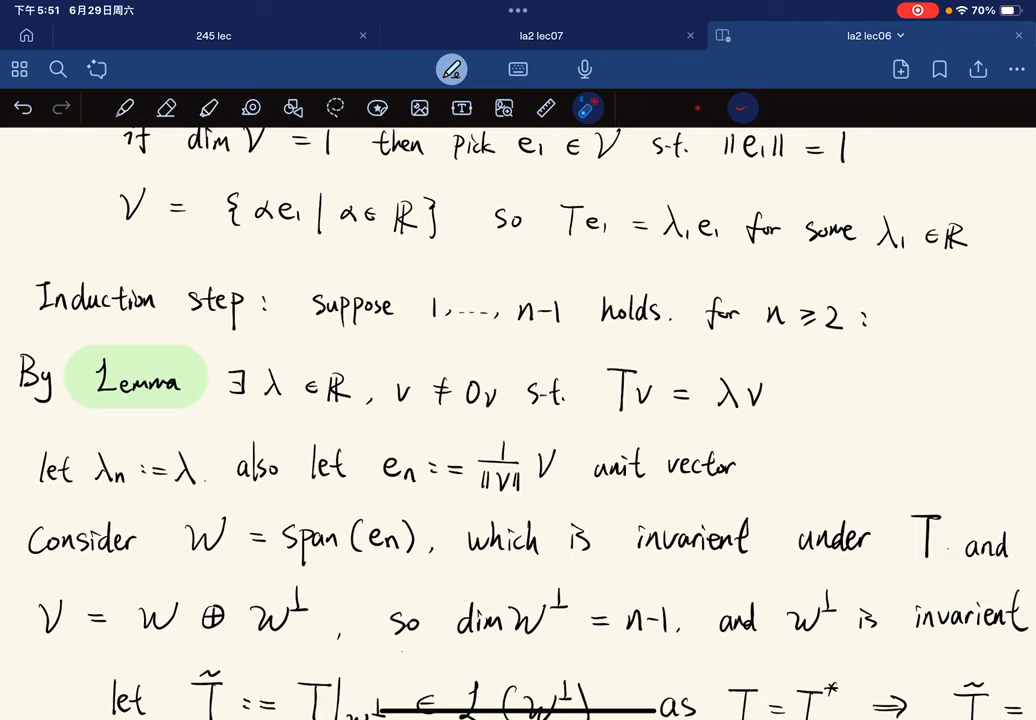 下午5:51 6月29日周六
70%
245 lec
la2 lec07
la2 lec06
if dim V = 1 then pick e₁ ∈ V s.t. ||e₁|| = 1
V = { αe₁ | α ∈ ℝ } so Te₁ = λ₁e₁ for some λ₁ ∈ ℝ
Induction step : suppose 1, ..., n-1 holds. for n ≥ 2 :
By Lemma ∃ λ ∈ ℝ, v ≠ 0ᵥ s.t. Tv = λv
let λₙ := λ. also let eₙ := 1/||v|| v unit vector
Consider W = span(eₙ), which is invarient under T and
V = W ⊕ W^⊥, so dim W^⊥ = n-1, and W^⊥ is invarient
let T̃ := T|_{W^⊥} ∈ L(W^⊥) as T = T* ⇒ T̃ =